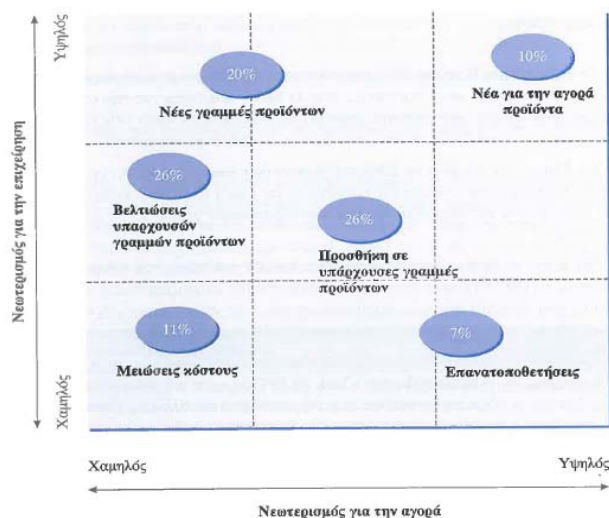 Υψηλός
Νεωτερισμός για την επιχείρηση
Χαμηλός
20%
Νέες γραμμές προϊόντων
10%
Νέα για την αγορά
προϊόντα
26%
Βελτιώσεις
υπαρχουσών
γραμμών προϊόντων
26%
Προσθήκη σε
υπάρχουσες γραμμές
προϊόντων
11%
Μειώσεις κόστους
7%
Επανατοποθετήσεις
Χαμηλός
Υψηλός
Νεωτερισμός για την αγορά